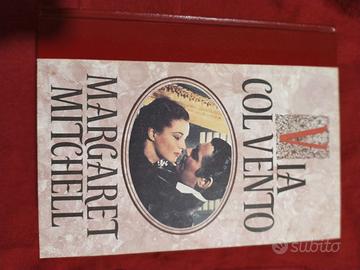 VIA
COL VENTO
MARGARET
MITCHELL
subito